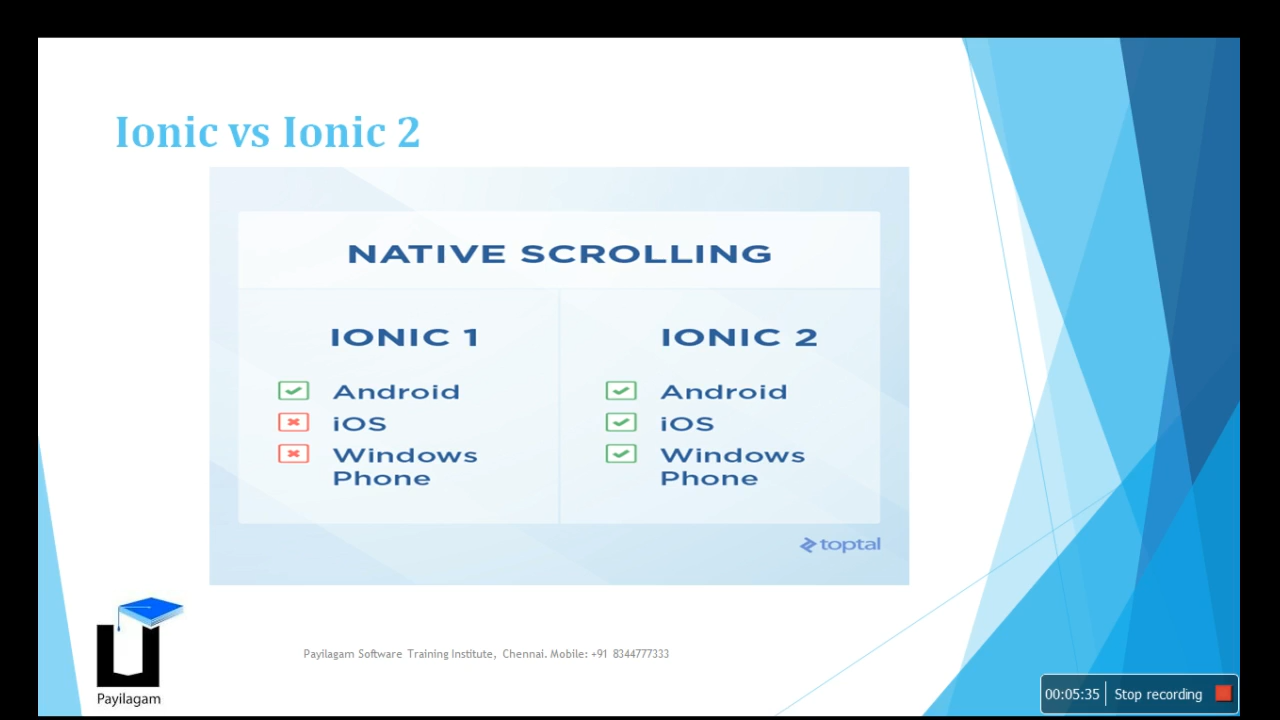 Ionic vs Ionic 2
NATIVE SCROLLING
IONIC 1
Android
iOS
Windows
Phone
IONIC 2
Android
iOS
Windows
Phone
toptal
Payilagam
Payilagam Software Training Institute, Chennai. Mobile: +91 8344777333
00:05:35 Stop recording